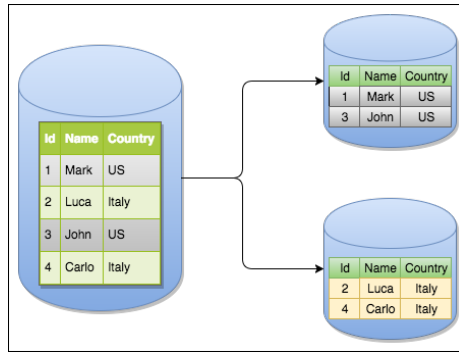 Id Name Country
1 Mark US
2 Luca Italy
3 John US
4 Carlo Italy
Id Name Country
1 Mark US
3 John US
Id Name Country
2 Luca Italy
4 Carlo Italy